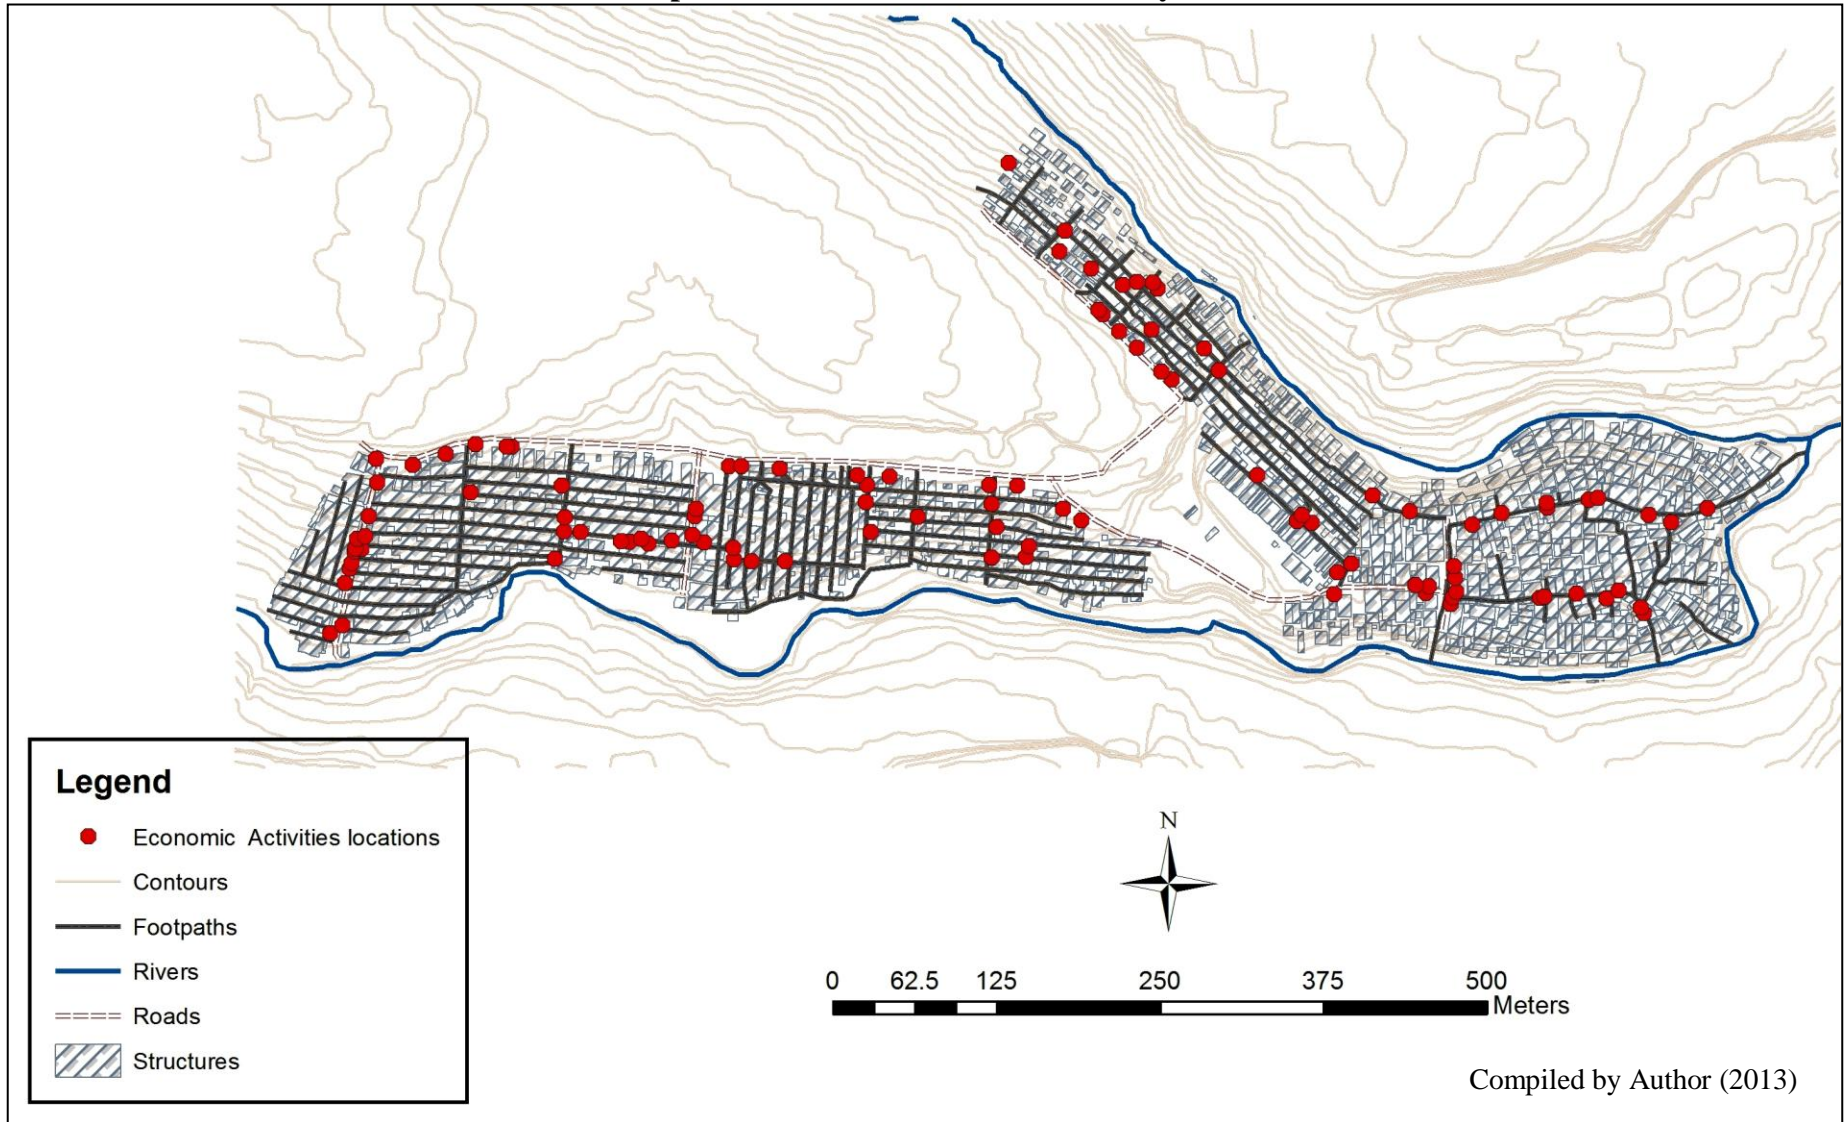 Legend
Economic Activities locations
Contours
Footpaths
Rivers
Roads
Structures
N
0 62.5 125 250 375 500
Meters
Compiled by Author (2013)